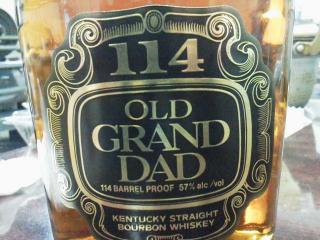 114
OLD
GRAND
DAD
114 BARREL PROOF 57% alc/vol
KENTUCKY STRAIGHT
BOURBON WHISKEY